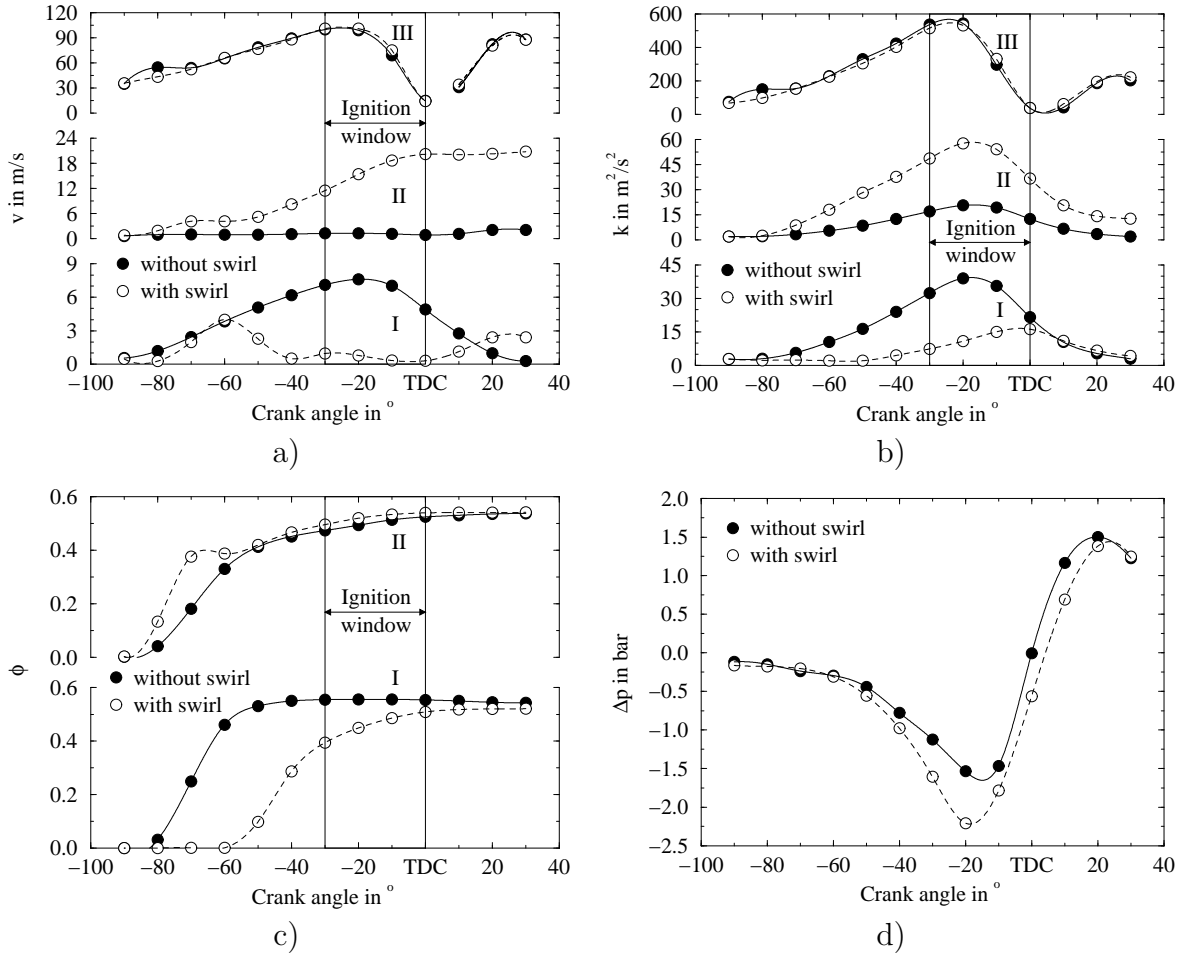 120
90
60
30
0
III
Ignition
window
24
18
12
6
0
II
v in m/s
9
6
3
0
without swirl
with swirl
I
−100 −80 −60 −40 −20 TDC 20 40
Crank angle in °
a)
600
400
200
0
III
60
45
30
15
0
II
k in m²/s²
Ignition
window
45
30
15
0
without swirl
with swirl
I
−100 −80 −60 −40 −20 TDC 20 40
Crank angle in °
b)
0.6
0.4
0.2
0.0
II
Ignition
window
ϕ
0.6
0.4
0.2
0.0
without swirl
with swirl
I
−100 −80 −60 −40 −20 TDC 20 40
Crank angle in °
c)
2.0
1.5
1.0
0.5
0.0
−0.5
−1.0
−1.5
−2.0
−2.5
without swirl
with swirl
Δp in bar
−100 −80 −60 −40 −20 TDC 20 40
Crank angle in °
d)